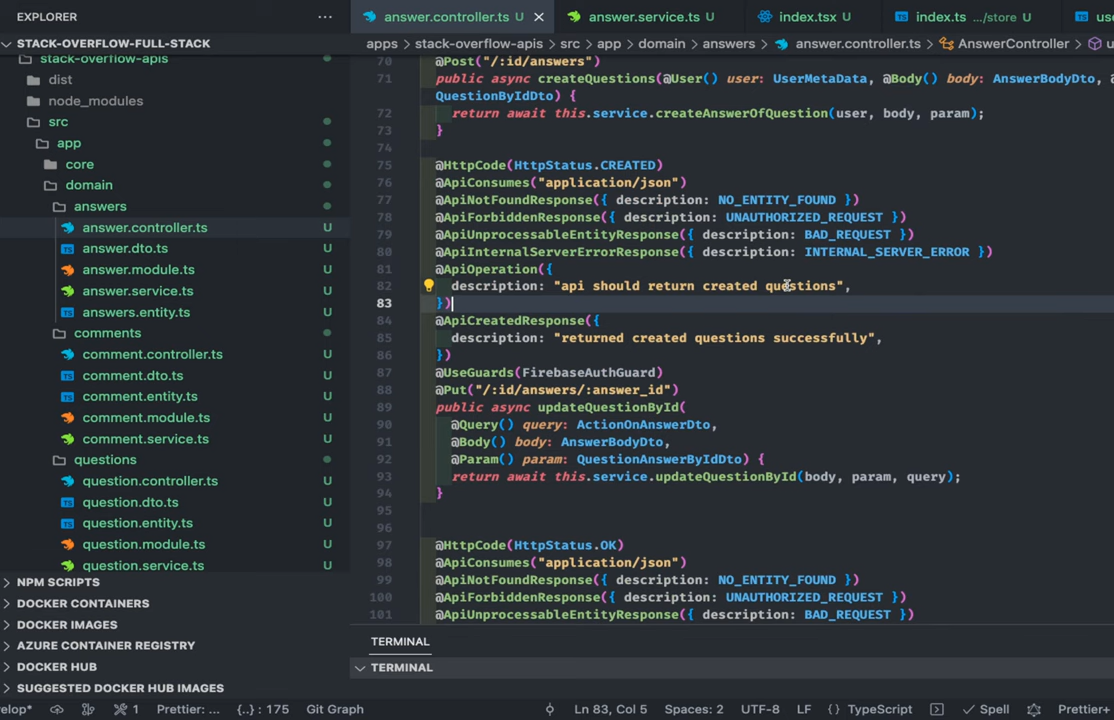 EXPLORER ...
answer.controller.ts U
answer.service.ts U
index.tsx U
index.ts .../store U
STACK-OVERFLOW-FULL-STACK
apps > stack-overflow-apis > src > app > domain > answers > answer.controller.ts > AnswerController >
stack-overflow-apis
dist
node_modules
src
app
core
domain
answers
answer.controller.ts U
answer.dto.ts U
answer.module.ts U
answer.service.ts U
answers.entity.ts U
comments
comment.controller.ts U
comment.dto.ts U
comment.entity.ts U
comment.module.ts U
comment.service.ts U
questions
question.controller.ts U
question.dto.ts U
question.entity.ts U
question.module.ts U
question.service.ts U
NPM SCRIPTS
DOCKER CONTAINERS
DOCKER IMAGES
AZURE CONTAINER REGISTRY
DOCKER HUB
SUGGESTED DOCKER HUB IMAGES
70 @Post("/:id/answers")
71 public async createQuestions(@User() user: UserMetaData, @Body() body: AnswerBodyDto, @
QuestionByIdDto) {
72 return await this.service.createAnswerOfQuestion(user, body, param);
73 }
74
75 @HttpCode(HttpStatus.CREATED)
76 @ApiConsumes("application/json")
77 @ApiNotFoundResponse({ description: NO_ENTITY_FOUND })
78 @ApiForbiddenResponse({ description: UNAUTHORIZED_REQUEST })
79 @ApiUnprocessableEntityResponse({ description: BAD_REQUEST })
80 @ApiInternalServerErrorResponse({ description: INTERNAL_SERVER_ERROR })
81 @ApiOperation({
82 description: "api should return created questions",
83 })
84 @ApiCreatedResponse({
85 description: "returned created questions successfully",
86 })
87 @UseGuards(FirebaseAuthGuard)
88 @Put("/:id/answers/:answer_id")
89 public async updateQuestionById(
90 @Query() query: ActionOnAnswerDto,
91 @Body() body: AnswerBodyDto,
92 @Param() param: QuestionAnswerByIdDto) {
93 return await this.service.updateQuestionById(body, param, query);
94 }
95
96
97 @HttpCode(HttpStatus.OK)
98 @ApiConsumes("application/json")
99 @ApiNotFoundResponse({ description: NO_ENTITY_FOUND })
100 @ApiForbiddenResponse({ description: UNAUTHORIZED_REQUEST })
101 @ApiUnprocessableEntityResponse({ description: BAD_REQUEST })
TERMINAL
TERMINAL
velop* 1 Prettier: ... {..} : 175 Git Graph Ln 83, Col 5 Spaces: 2 UTF-8 LF {} TypeScript Spell Prettier+